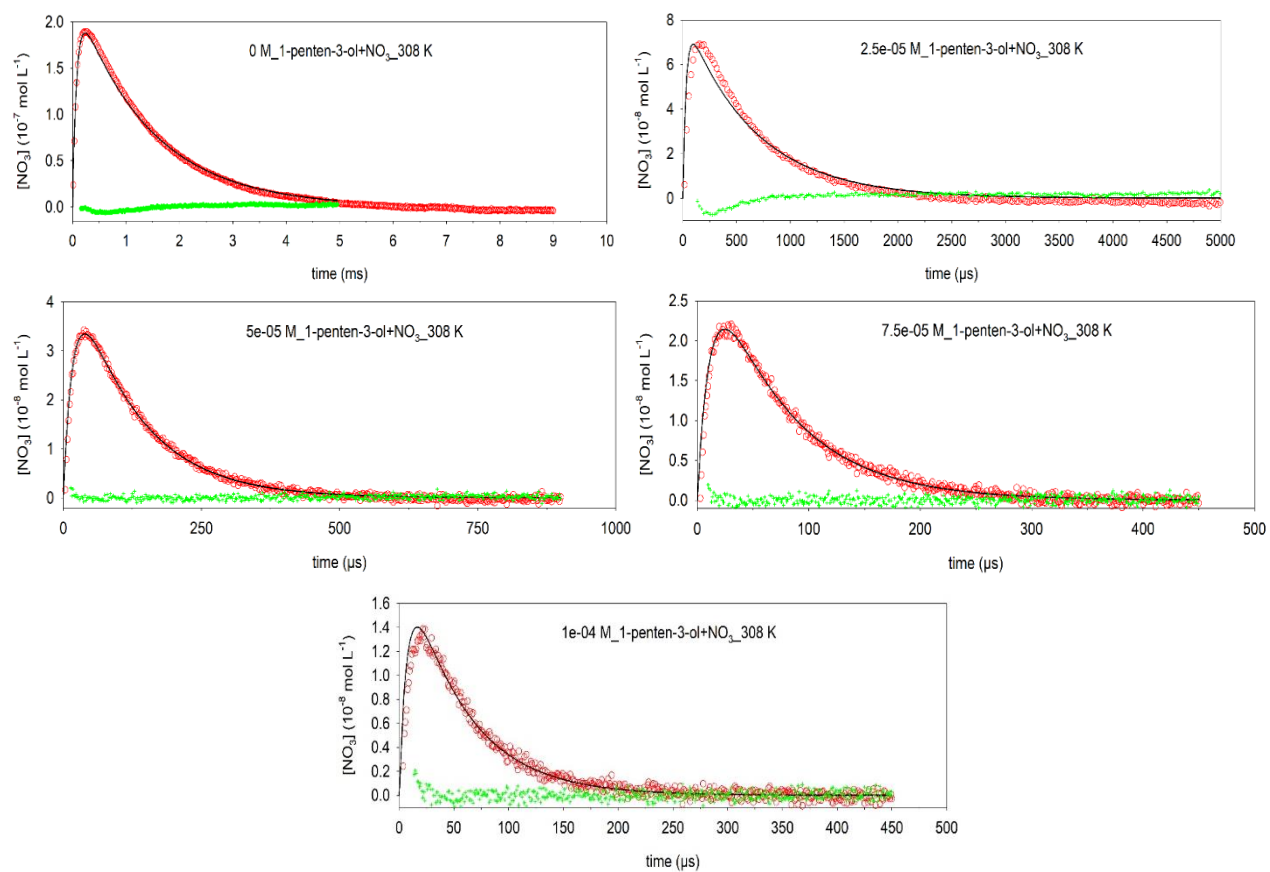 0 M_1-penten-3-ol+NO3_308 K
[NO3] (10-7 mol L-1)
2.0
1.5
1.0
0.5
0.0
0 1 2 3 4 5 6 7 8 9 10
time (ms)
2.5e-05 M_1-penten-3-ol+NO3_308 K
[NO3] (10-8 mol L-1)
8
6
4
2
0
0 500 1000 1500 2000 2500 3000 3500 4000 4500 5000
time (µs)
5e-05 M_1-penten-3-ol+NO3_308 K
[NO3] (10-8 mol L-1)
4
3
2
1
0
0 250 500 750 1000
time (µs)
7.5e-05 M_1-penten-3-ol+NO3_308 K
[NO3] (10-8 mol L-1)
2.5
2.0
1.5
1.0
0.5
0.0
0 100 200 300 400 500
time (µs)
1e-04 M_1-penten-3-ol+NO3_308 K
[NO3] (10-8 mol L-1)
1.6
1.4
1.2
1.0
0.8
0.6
0.4
0.2
0.0
0 50 100 150 200 250 300 350 400 450 500
time (µs)